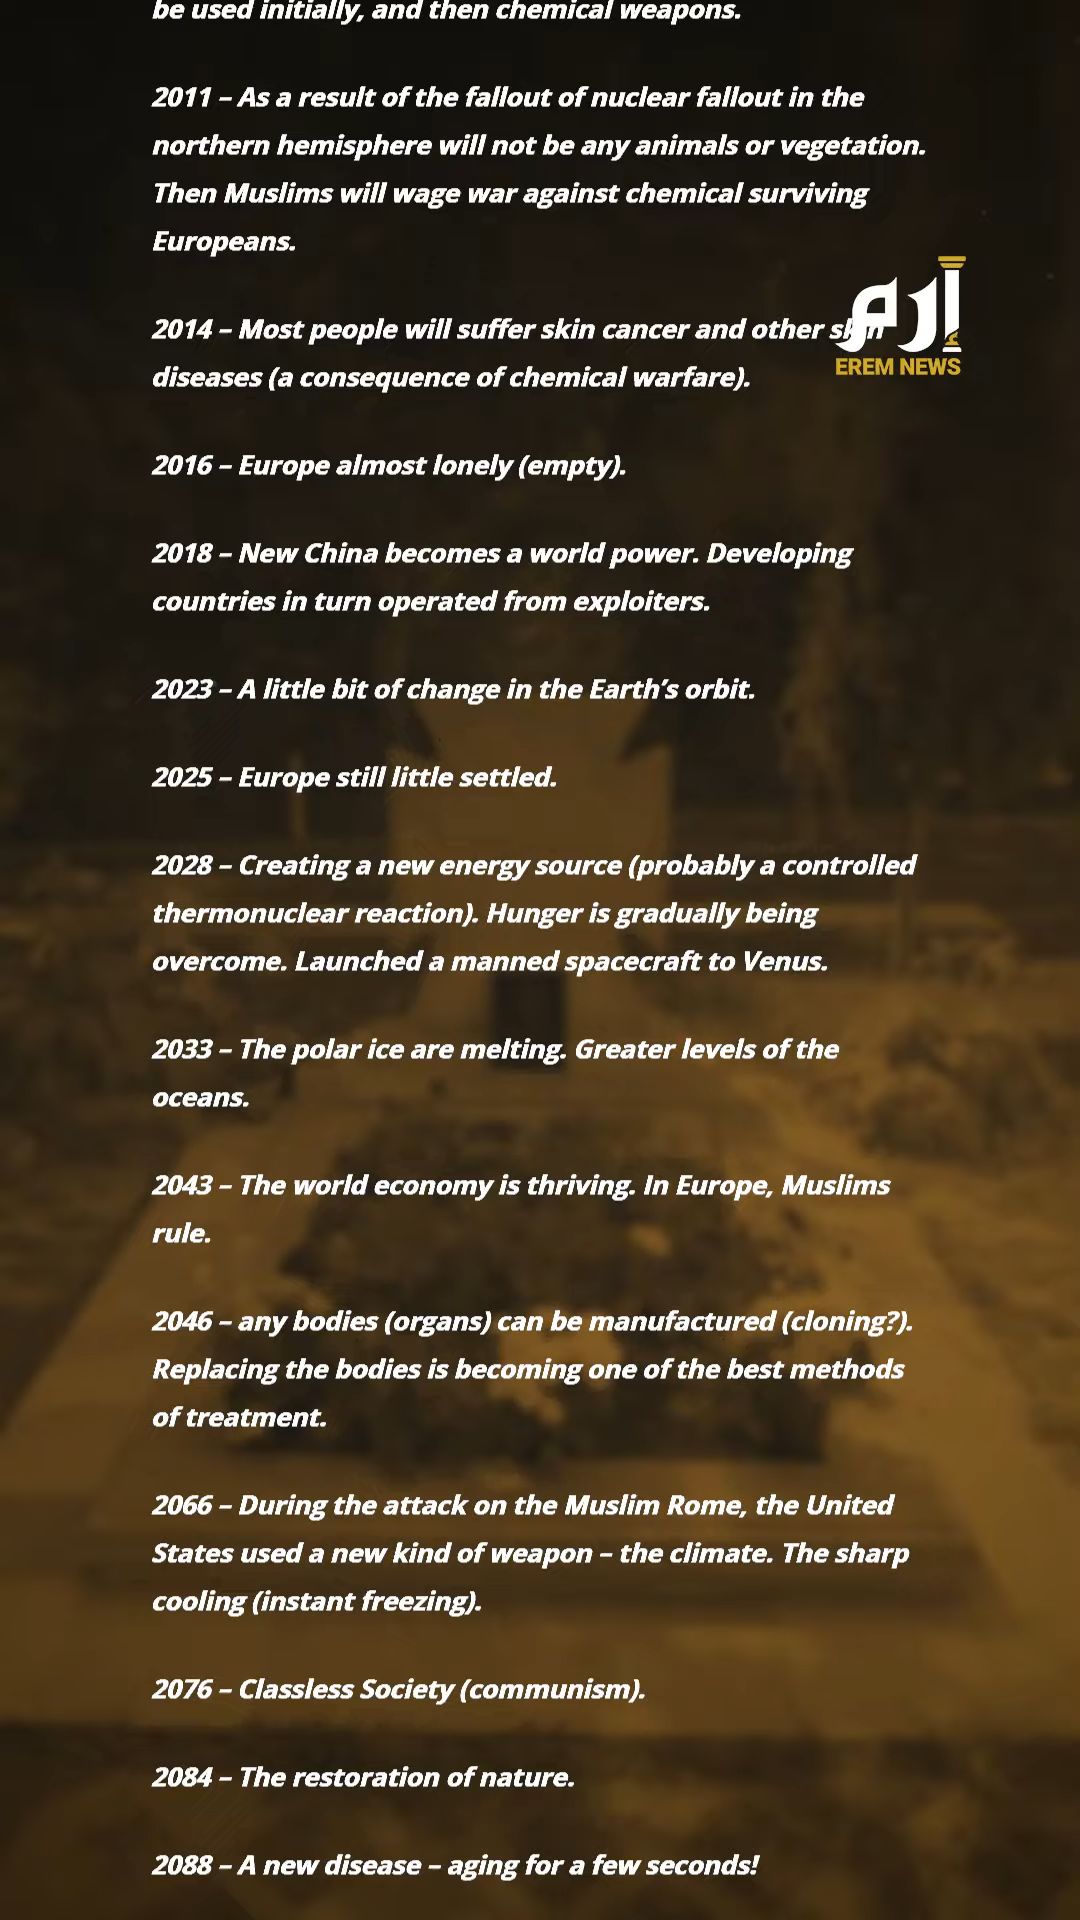 be used initially, and then chemical weapons.
2011 – As a result of the fallout of nuclear fallout in the
northern hemisphere will not be any animals or vegetation.
Then Muslims will wage war against chemical surviving
Europeans.
2014 – Most people will suffer skin cancer and other skin
diseases (a consequence of chemical warfare).
إرم
EREM NEWS
2016 – Europe almost lonely (empty).
2018 – New China becomes a world power. Developing
countries in turn operated from exploiters.
2023 – A little bit of change in the Earth’s orbit.
2025 – Europe still little settled.
2028 – Creating a new energy source (probably a controlled
thermonuclear reaction). Hunger is gradually being
overcome. Launched a manned spacecraft to Venus.
2033 – The polar ice are melting. Greater levels of the
oceans.
2043 – The world economy is thriving. In Europe, Muslims
rule.
2046 – any bodies (organs) can be manufactured (cloning?).
Replacing the bodies is becoming one of the best methods
of treatment.
2066 – During the attack on the Muslim Rome, the United
States used a new kind of weapon – the climate. The sharp
cooling (instant freezing).
2076 – Classless Society (communism).
2084 – The restoration of nature.
2088 – A new disease – aging for a few seconds!